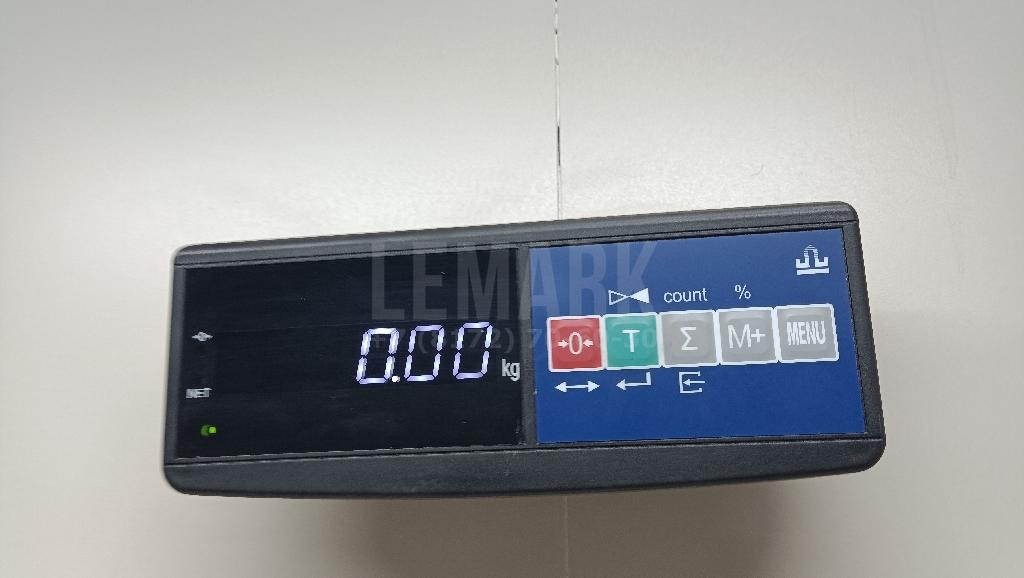 LEMARK
count %
0.00 kg
→0← T Σ M+ MENU
NET